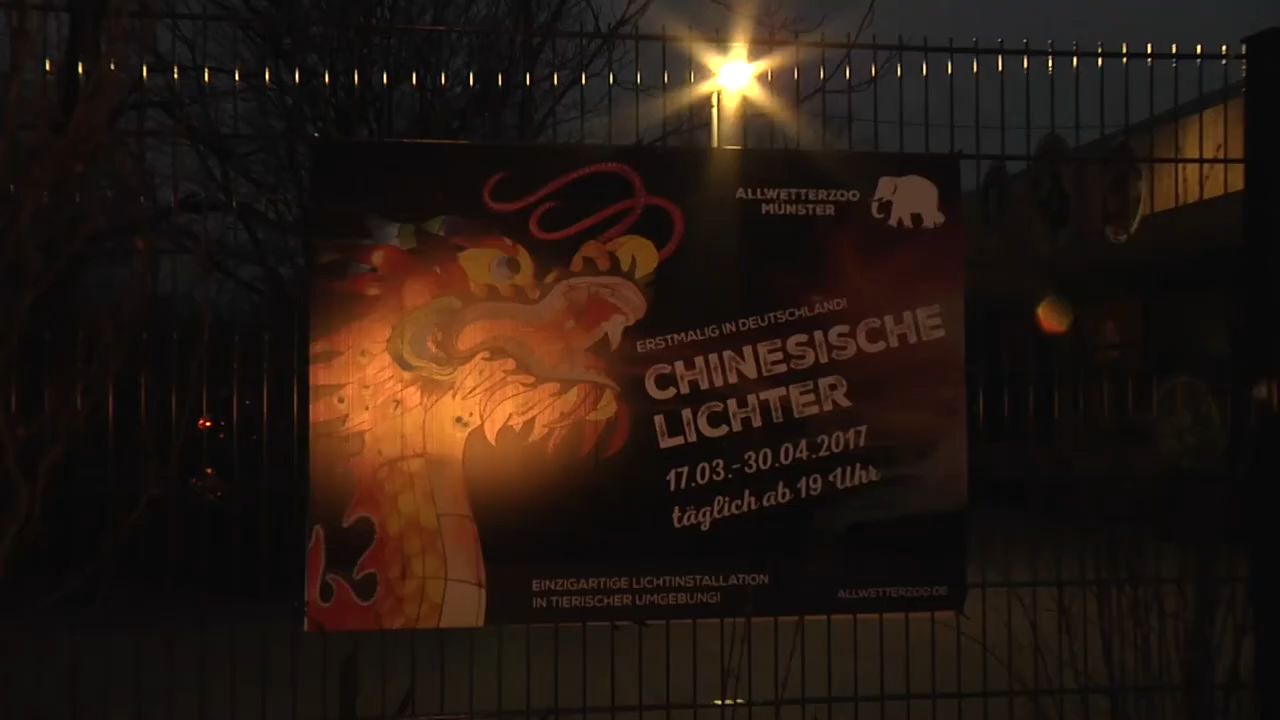 ALLWETTERZOO
MÜNSTER
ERSTMALIG IN DEUTSCHLAND!
CHINESISCHE
LICHTER
17.03.-30.04.2017
täglich ab 19 Uhr
EINZIGARTIGE LICHTINSTALLATION
IN TIERISCHER UMGEBUNG!
ALLWETTERZOO.DE